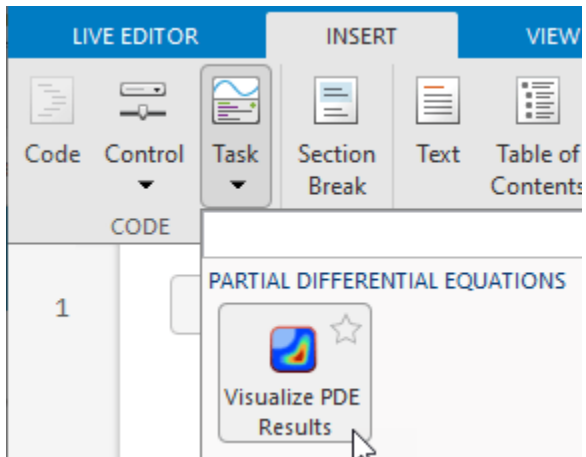 LIVE EDITOR INSERT VIEW
Code Control Task Section Break Text Table of Contents
CODE
PARTIAL DIFFERENTIAL EQUATIONS
1
Visualize PDE
Results